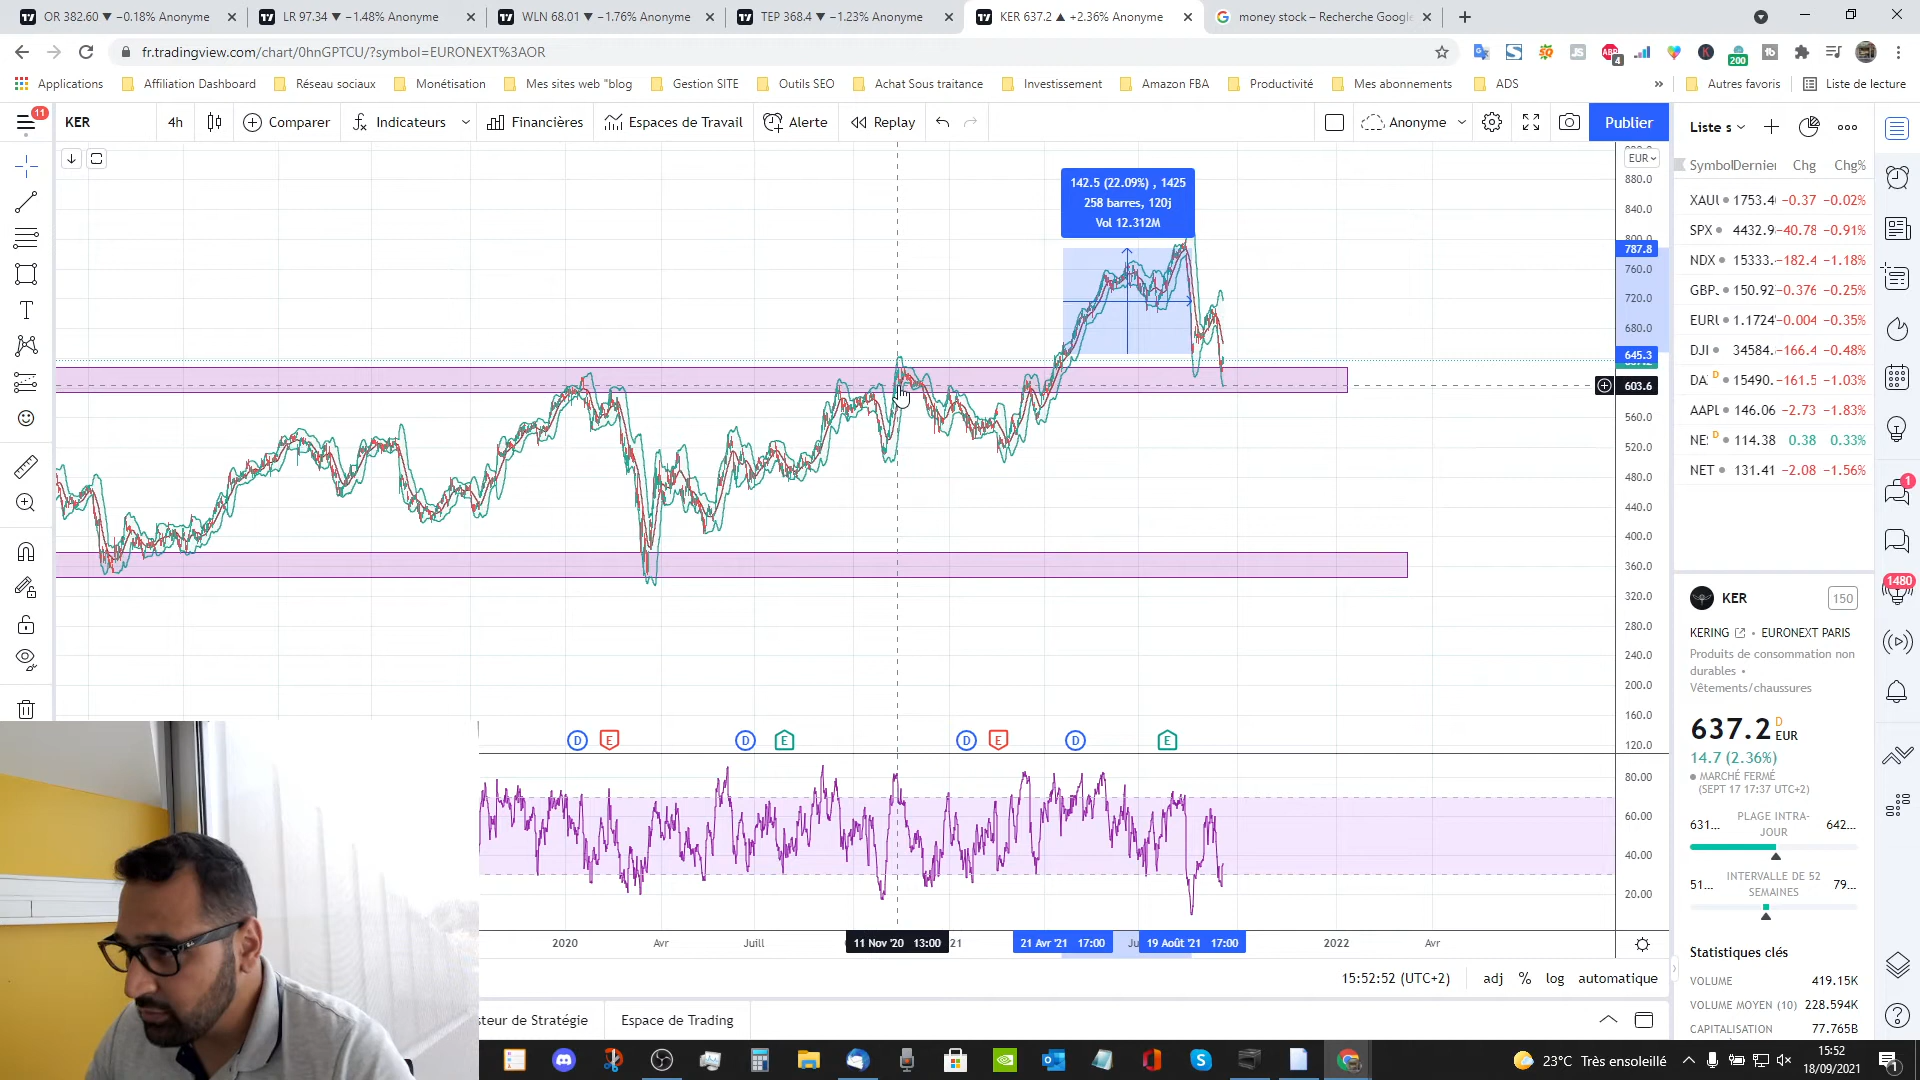 OR 382.60 ▼ −0.18% Anonyme
LR 97.34 ▼ −1.48% Anonyme
WLN 68.01 ▼ −1.76% Anonyme
TEP 368.4 ▼ −1.23% Anonyme
KER 637.2 ▲ +2.36% Anonyme
money stock – Recherche Google
fr.tradingview.com/chart/0hnGPTCU/?symbol=EURONEXT%3AOR
Applications
Affiliation Dashboard
Réseau sociaux
Monétisation
Mes sites web "blog
Gestion SITE
Outils SEO
Achat Sous traitance
Investissement
Amazon FBA
Productivité
Mes abonnements
ADS
»
Autres favoris
Liste de lecture
11
KER
4h
Comparer
Indicateurs
Financières
Espaces de Travail
Alerte
Replay
Anonyme
Publier
EUR
142.5 (22.09%) , 1425
258 barres, 120j
Vol 12.312M
880.0
840.0
787.8
760.0
720.0
680.0
645.3
603.6
560.0
520.0
480.0
440.0
400.0
360.0
320.0
280.0
240.0
200.0
160.0
120.0
D E D E D E D E
80.00
60.00
40.00
20.00
2020
Avr
Juill
11 Nov '20 13:00
21
21 Avr '21 17:00
19 Août '21 17:00
2022
Avr
15:52:52 (UTC+2)
adj
%
log
automatique
steur de Stratégie
Espace de Trading
Liste s
Symbol Dernier Chg Chg%
XAU 1753.4 −0.37 −0.02%
SPX 4432.9 −40.78 −0.91%
NDX 15333. −182.4 −1.18%
GBP 150.92 −0.376 −0.25%
EUR 1.1724 −0.004 −0.35%
DJI 34584. −166.4 −0.48%
DA D 15490. −161.5 −1.03%
AAPL 146.06 −2.73 −1.83%
NE D 114.38 0.38 0.33%
NET 131.41 −2.08 −1.56%
KER
150
KERING • EURONEXT PARIS
Produits de consommation non
durables •
Vêtements/chaussures
637.2 D EUR
14.7 (2.36%)
MARCHÉ FERMÉ
(SEPT 17 17:37 UTC+2)
631...
PLAGE INTRA-
JOUR
642...
51...
INTERVALLE DE 52
SEMAINES
79...
Statistiques clés
VOLUME 419.15K
VOLUME MOYEN (10) 228.594K
CAPITALISATION 77.765B
1
1480
4
200
23°C Très ensoleillé
15:52
18/09/2021
1